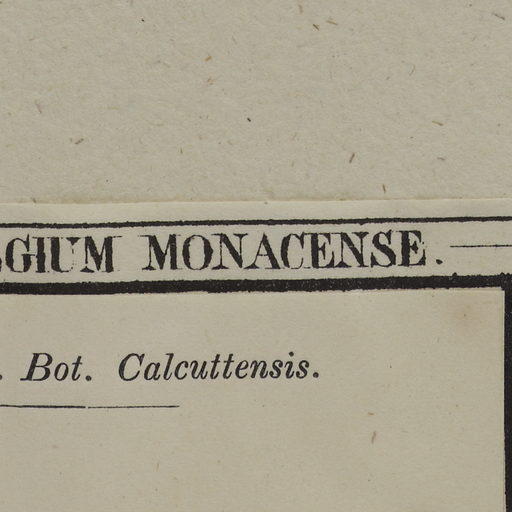 GIUM MONACENSE.
. Bot. Calcuttensis.